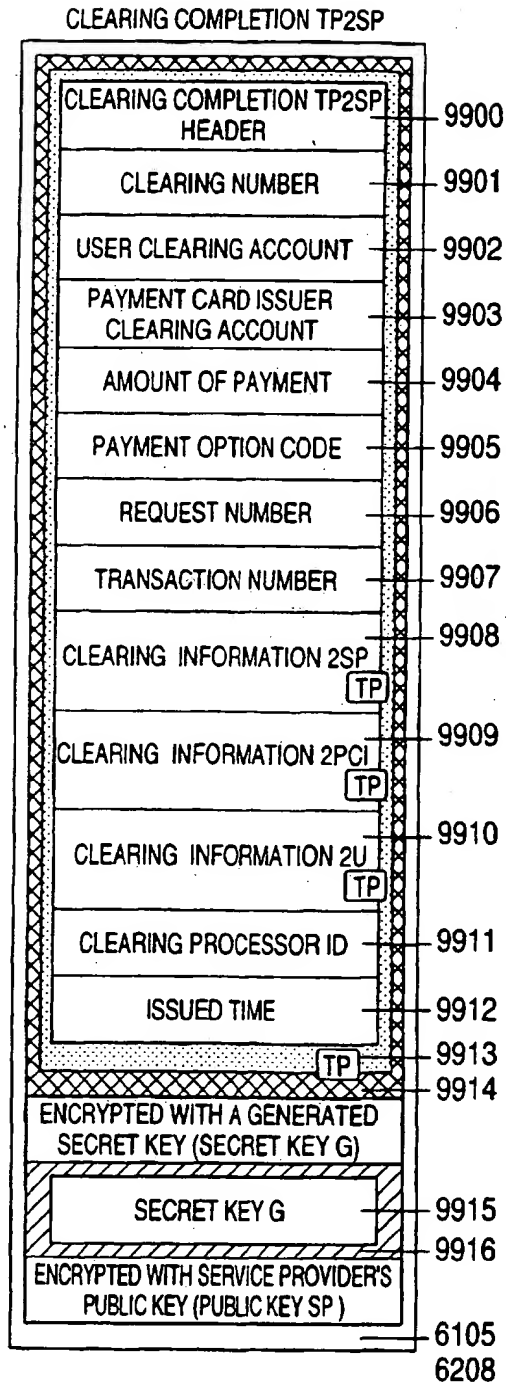 CLEARING COMPLETION TP2SP
CLEARING COMPLETION TP2SP
HEADER
9900
CLEARING NUMBER
9901
USER CLEARING ACCOUNT
9902
PAYMENT CARD ISSUER
CLEARING ACCOUNT
9903
AMOUNT OF PAYMENT
9904
PAYMENT OPTION CODE
9905
REQUEST NUMBER
9906
TRANSACTION NUMBER
9907
9908
CLEARING INFORMATION 2SP
TP
9909
CLEARING INFORMATION 2PCI
TP
9910
CLEARING INFORMATION 2U
TP
CLEARING PROCESSOR ID
9911
ISSUED TIME
9912
TP
9913
9914
ENCRYPTED WITH A GENERATED
SECRET KEY (SECRET KEY G)
SECRET KEY G
9915
9916
ENCRYPTED WITH SERVICE PROVIDER'S
PUBLIC KEY (PUBLIC KEY SP )
6105
6208